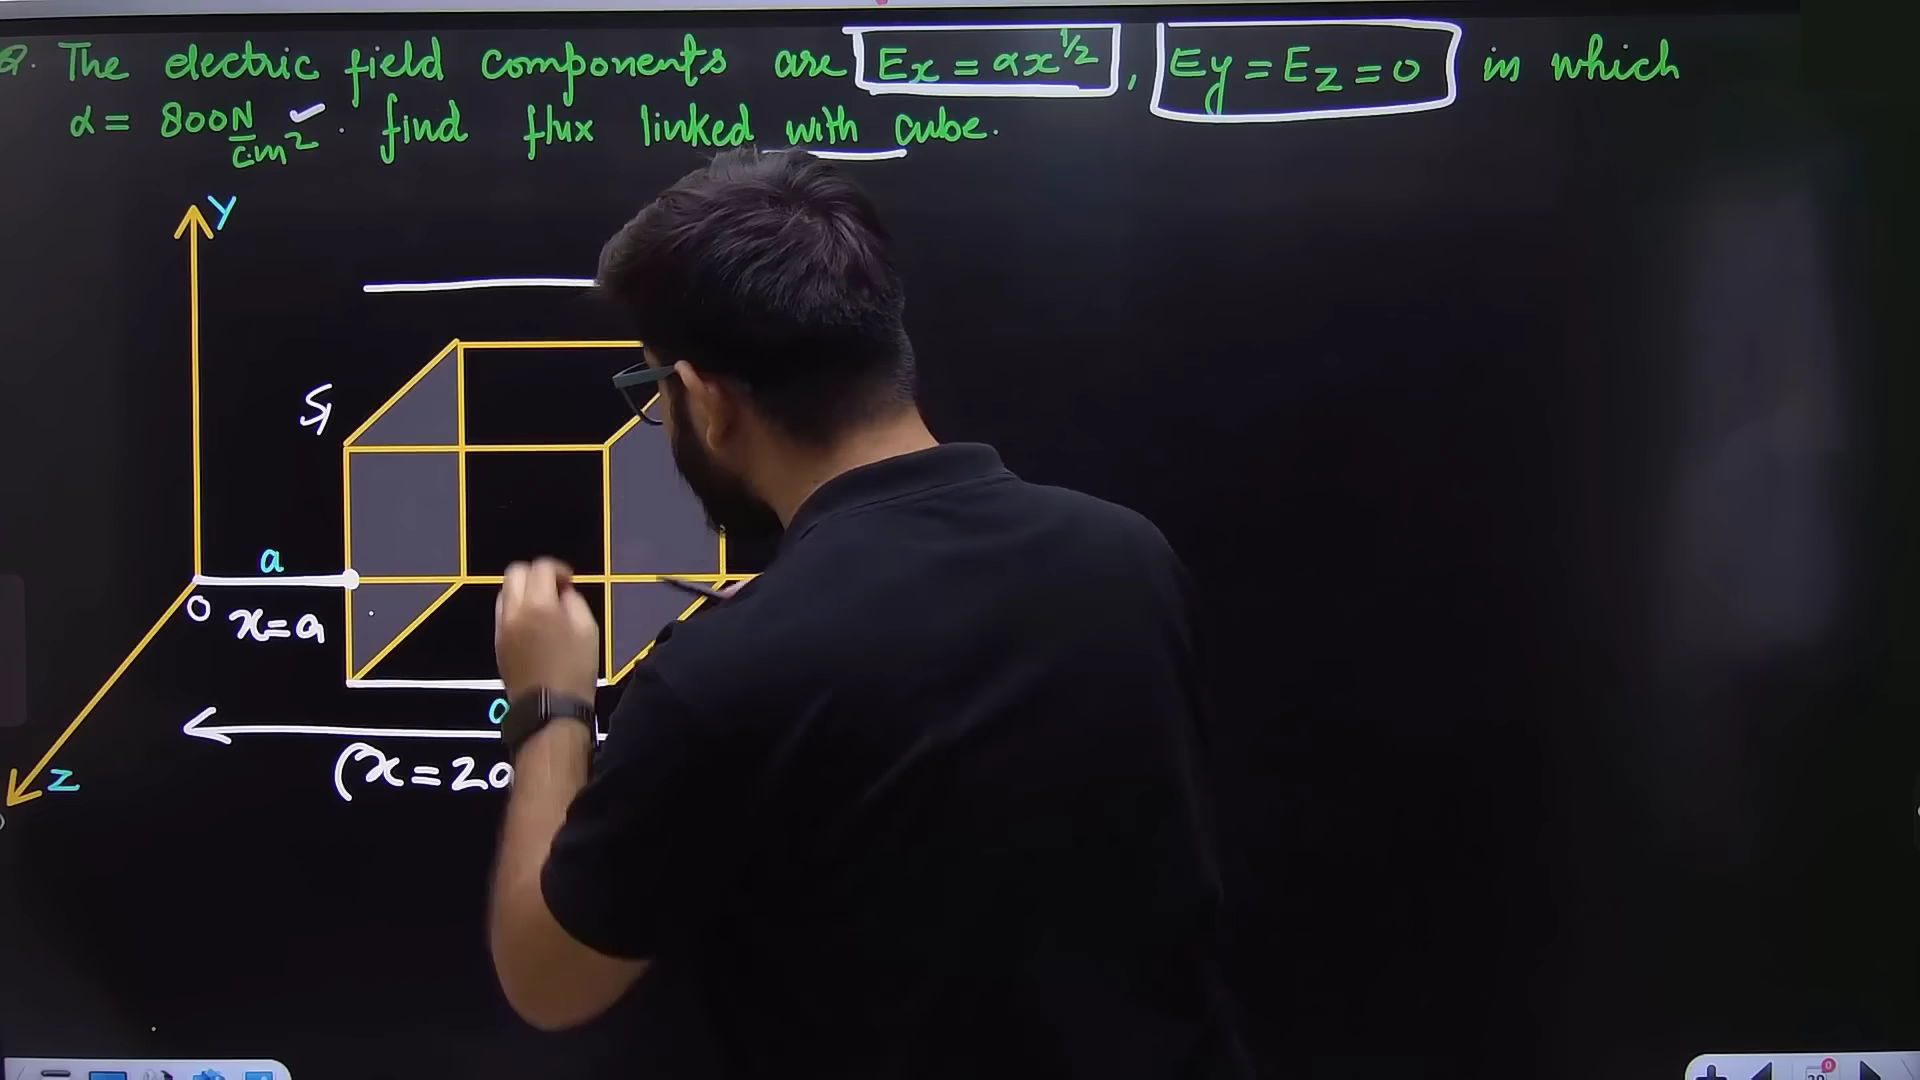 Q. The electric field components are Ex = αx^1/2, Ey = Ez = 0 in which
α = 800 N/Cm². find flux linked with cube.
Y
S1
a
O
x=a
a
(x=2a
Z